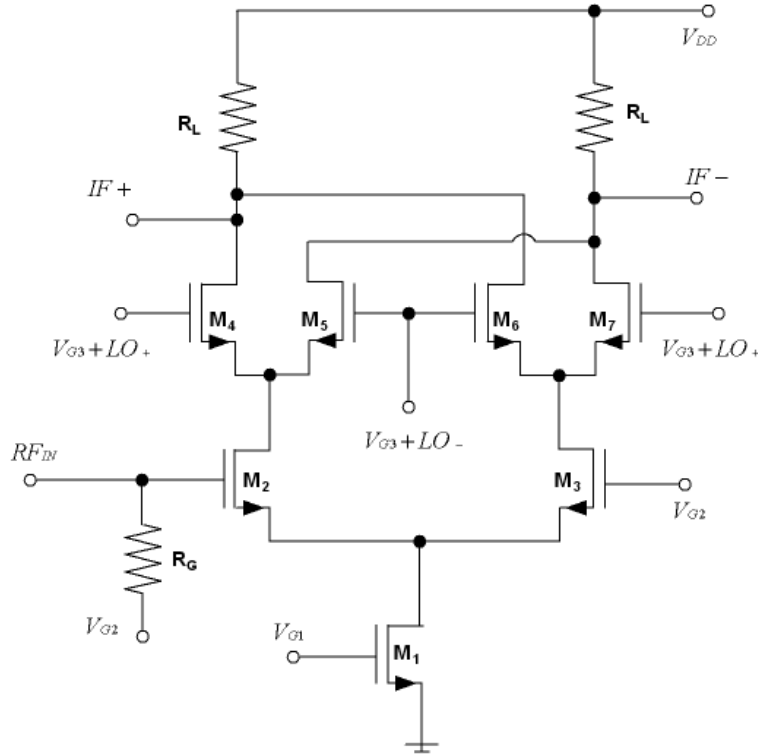 V_DD
R_L
R_L
IF+
IF−
M_4
M_5
M_6
M_7
V_G3+LO_+
V_G3+LO_+
V_G3+LO_−
RF_IN
M_2
M_3
V_G2
R_G
V_G2
V_G1
M_1